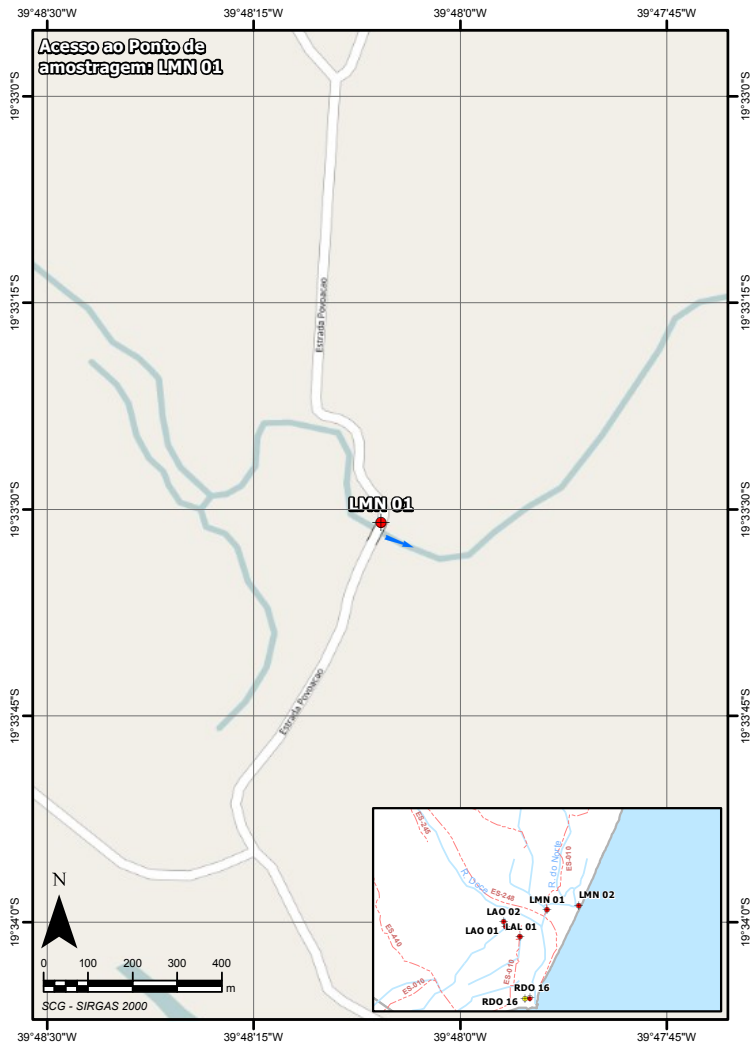 39°48'30"W
39°48'15"W
39°48'0"W
39°47'45"W
Acesso ao Ponto de
amostragem: LMN 01
19°33'0"S
19°33'0"S
19°33'15"S
19°33'15"S
Estrada Povoacao
19°33'30"S
19°33'30"S
LMN 01
Estrada Povoacao
19°33'45"S
19°33'45"S
ES-248
R. Doce
ES-248
R. do Norte
ES-010
LMN 01
LMN 02
LAO 02
LAO 01
LAL 01
ES-440
ES-010
ES-010
RDO 16
RDO 16
N
19°34'0"S
19°34'0"S
0 100 200 300 400
m
SCG - SIRGAS 2000
39°48'30"W
39°48'15"W
39°48'0"W
39°47'45"W